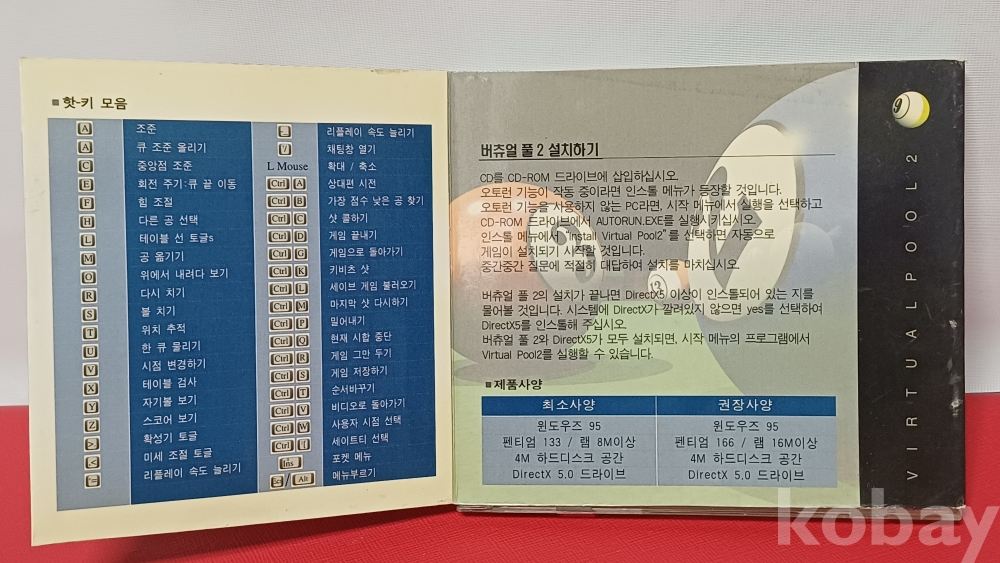 핫-키 모음
A 조준
A 큐 조준 올리기
C 중앙점 조준
E 회전 주기:큐 끝 이동
F 힘 조절
H 다른 공 선택
L 테이블 선 토글s
M 공 옮기기
O 위에서 내려다 보기
R 다시 치기
S 볼 치기
T 위치 추적
U 한 큐 물리기
V 시점 변경하기
X 테이블 검사
Y 자기볼 보기
Z 스코어 보기
> 확성기 토글
< 미세 조절 토글
리플레이 속도 늘리기
리플레이 속도 늘리기
/ 채팅창 열기
L Mouse 확대 / 축소
Ctrl A 상대편 시전
Ctrl B 가장 점수 낮은 공 찾기
Ctrl C 샷 콜하기
Ctrl D 게임 끝내기
Ctrl G 게임으로 돌아가기
Ctrl K 키비츠 샷
Ctrl L 세이브 게임 불러오기
Ctrl M 마지막 샷 다시하기
Ctrl P 밀어내기
Ctrl Q 현재 시합 중단
Ctrl R 게임 그만 두기
Ctrl S 게임 저장하기
Ctrl T 순서바꾸기
Ctrl V 비디오로 돌아가기
Ctrl W 사용자 시점 선택
Ctrl 세이트티 선택
Ins 포켓 메뉴
/ Alt 메뉴부르기
버츄얼 풀 2 설치하기
CD를 CD-ROM 드라이브에 삽입하십시오.
오토런 기능이 작동 중이라면 인스톨 메뉴가 등장할 것입니다.
오토런 기능을 사용하지 않는 PC라면, 시작 메뉴에서 실행을 선택하고
CD-ROM 드라이브에서 AUTORUN.EXE를 실행시키십시오.
인스톨 메뉴에서 "Install Virtual Pool2"를 선택하면 자동으로
게임이 설치되기 시작할 것입니다.
중간중간 질문에 적절히 대답하여 설치를 마치십시오.
버츄얼 풀 2의 설치가 끝나면 DirectX5 이상이 인스톨되어 있는 지를
물어볼 것입니다. 시스템에 DirectX가 깔려있지 않으면 yes를 선택하여
DirectX5를 인스톨해 주십시오.
버츄얼 풀 2와 DirectX5가 모두 설치되면, 시작 메뉴의 프로그램에서
Virtual Pool2를 실행할 수 있습니다.
제품사양
최소사양 권장사양
윈도우즈 95 윈도우즈 95
펜티엄 133 / 램 8M이상 펜티엄 166 / 램 16M이상
4M 하드디스크 공간 4M 하드디스크 공간
DirectX 5.0 드라이브 DirectX 5.0 드라이브
9
VIRTUALPOOL2
2
13
kobay